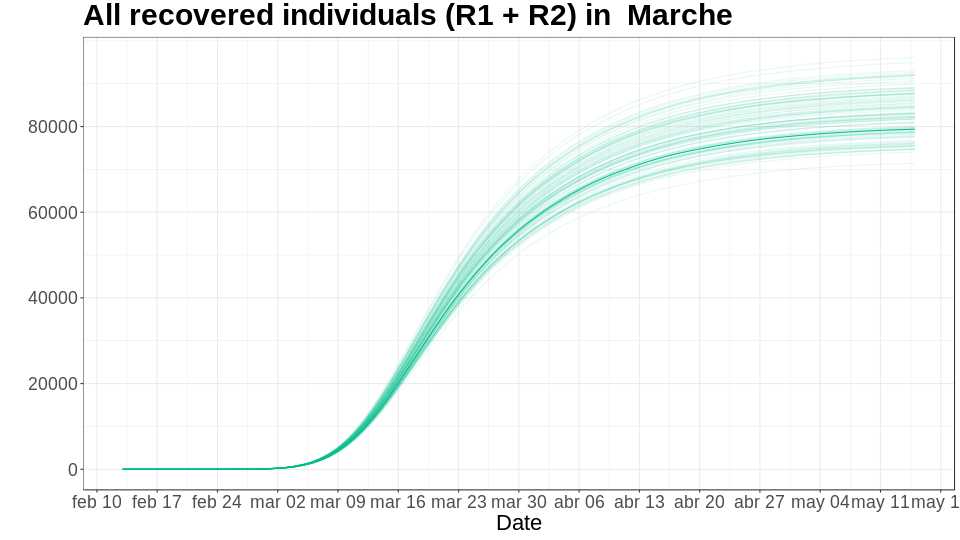 All recovered individuals (R1 + R2) in  Marche
80000
60000
40000
20000
0
feb 10 feb 17 feb 24 mar 02 mar 09 mar 16 mar 23 mar 30 abr 06 abr 13 abr 20 abr 27 may 04 may 11 may 1
Date